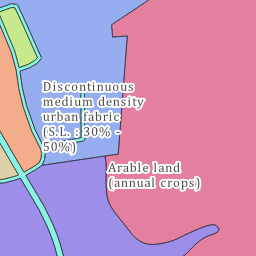 Discontinuous
medium density
urban fabric
(S.L. : 30% -
50%)
Arable land
(annual crops)